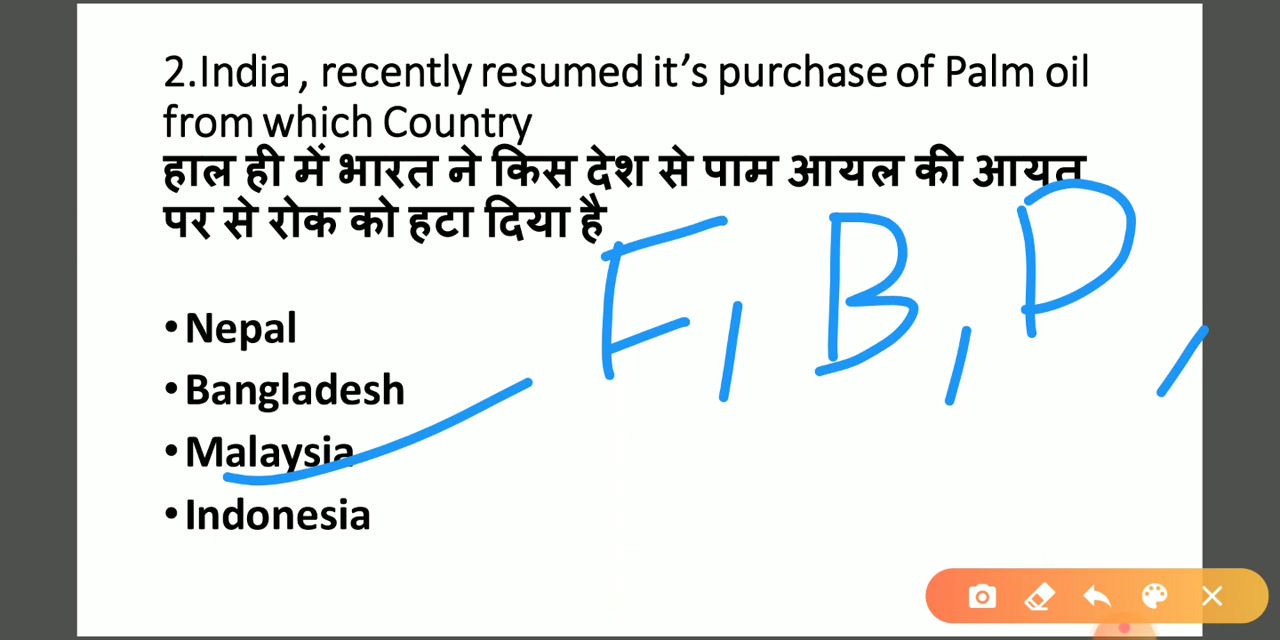 2.India , recently resumed it’s purchase of Palm oil
from which Country
हाल ही में भारत ने किस देश से पाम आयल की आयत
पर से रोक को हटा दिया है
F, B, D,
•Nepal
•Bangladesh
•Malaysia
•Indonesia